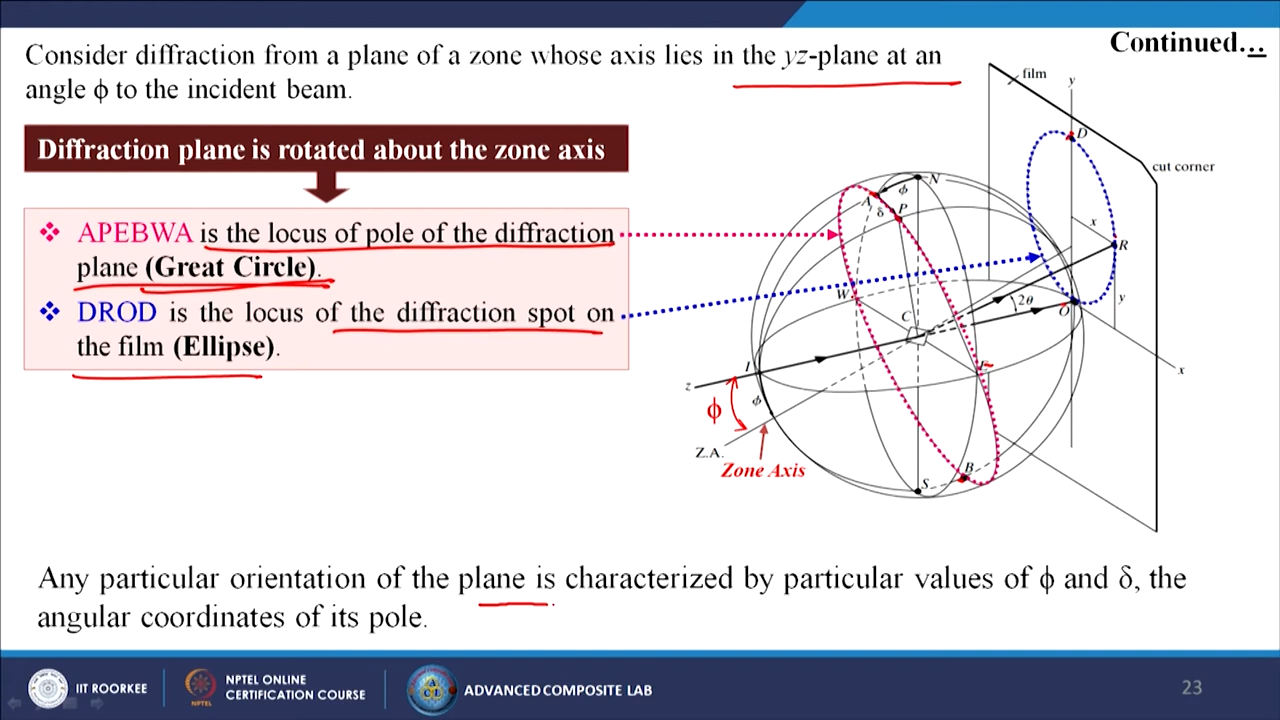 Continued…
Consider diffraction from a plane of a zone whose axis lies in the yz-plane at an
angle ϕ to the incident beam.
Diffraction plane is rotated about the zone axis
❖ APEBWA is the locus of pole of the diffraction
plane (Great Circle).
❖ DROD is the locus of the diffraction spot on
the film (Ellipse).
film
y
D
cut corner
N
ϕ
A
δ
P
x
R
W
2θ
y
C
O
I
E
x
z
ϕ
ϕ
Z.A.
Zone Axis
B
S
Any particular orientation of the plane is characterized by particular values of ϕ and δ, the
angular coordinates of its pole.
IIT ROORKEE
NPTEL ONLINE
CERTIFICATION COURSE
NPTEL
ADVANCED COMPOSITE LAB
23